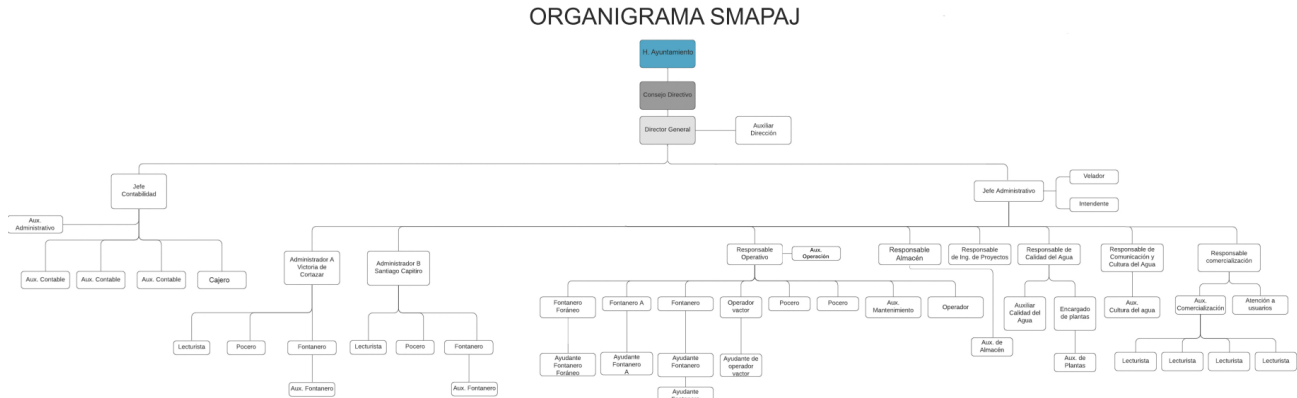 ORGANIGRAMA SMAPAJ
H. Ayuntamiento
Consejo Directivo
Director General
Auxiliar
Dirección
Jefe
Contabilidad
Jefe Administrativo
Velador
Intendente
Aux.
Administrativo
Aux. Contable
Aux. Contable
Aux. Contable
Cajero
Administrador A
Victoria de
Cortazar
Administrador B
Santiago Capitiro
Responsable
Operativo
Aux.
Operación
Responsable
Almacén
Responsable
de Ing. de Proyectos
Responsable de
Calidad del Agua
Responsable de
Comunicación y
Cultura del Agua
Responsable
comercialización
Fontanero
Foráneo
Fontanero A
Fontanero
Operador
vactor
Pocero
Pocero
Aux.
Mantenimiento
Operador
Auxiliar
Calidad del
Agua
Encargado
de plantas
Aux.
Cultura del agua
Aux.
Comercialización
Atención a
usuarios
Lecturista
Pocero
Fontanero
Lecturista
Pocero
Fontanero
Aux. de
Almacén
Ayudante
Fontanero
Foráneo
Ayudante
Fontanero
A
Ayudante
Fontanero
Ayudante de
operador
vactor
Aux. de
Plantas
Lecturista
Lecturista
Lecturista
Lecturista
Aux. Fontanero
Aux. Fontanero
Ayudante